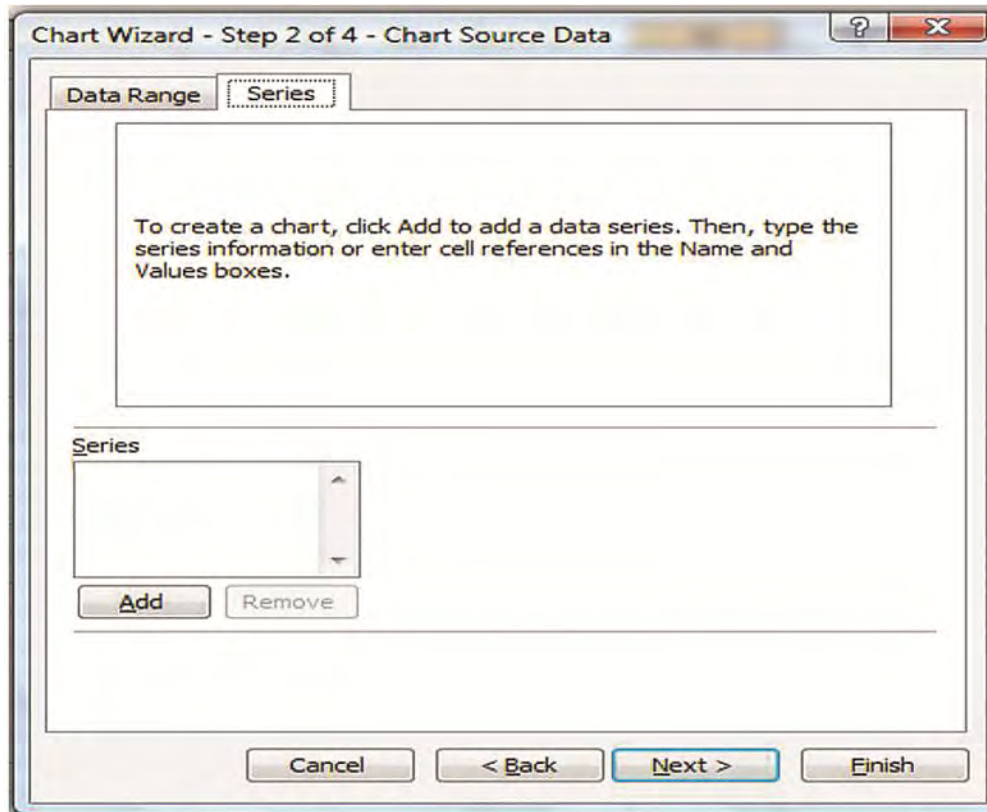 Chart Wizard - Step 2 of 4 - Chart Source Data
Data Range
Series
To create a chart, click Add to add a data series. Then, type the
series information or enter cell references in the Name and
Values boxes.
Series
Add
Remove
Cancel
< Back
Next >
Finish